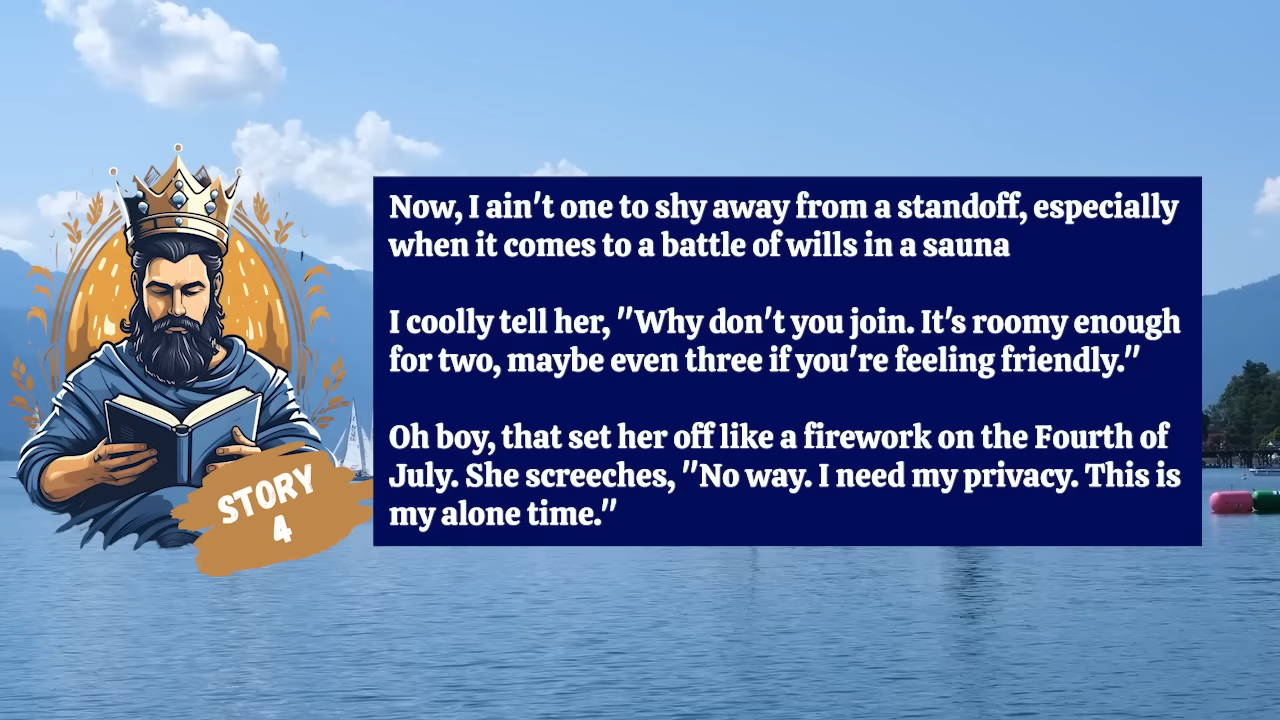 Now, I ain't one to shy away from a standoff, especially
when it comes to a battle of wills in a sauna
I coolly tell her, "Why don't you join. It's roomy enough
for two, maybe even three if you're feeling friendly."
Oh boy, that set her off like a firework on the Fourth of
July. She screeches, "No way. I need my privacy. This is
my alone time."
STORY
4